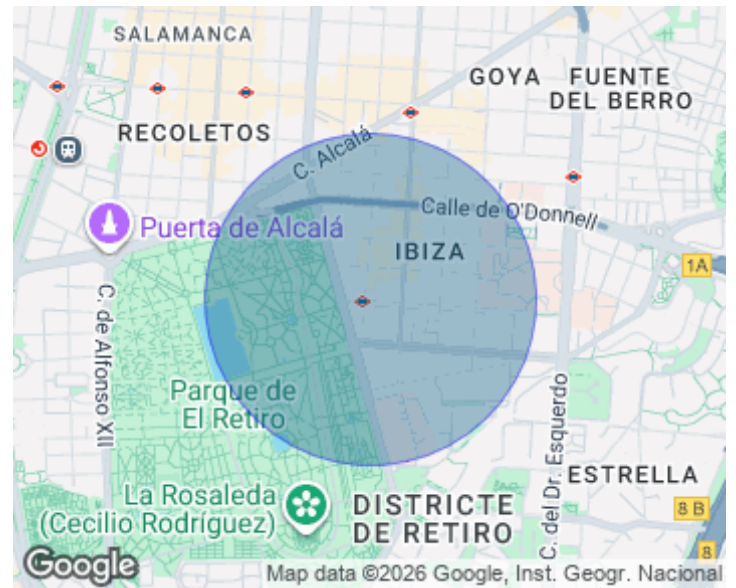 SALAMANCA
GOYA
FUENTE
DEL BERRO
RECOLETOS
C. Alcalá
Calle de O'Donnell
Puerta de Alcalá
IBIZA
1A
C. de Alfonso XII
Parque de
El Retiro
C. del Dr. Esquerdo
La Rosaleda
(Cecilio Rodríguez)
DISTRICTE
DE RETIRO
ESTRELLA
8 B
8
Google
Map data ©2026 Google, Inst. Geogr. Nacional